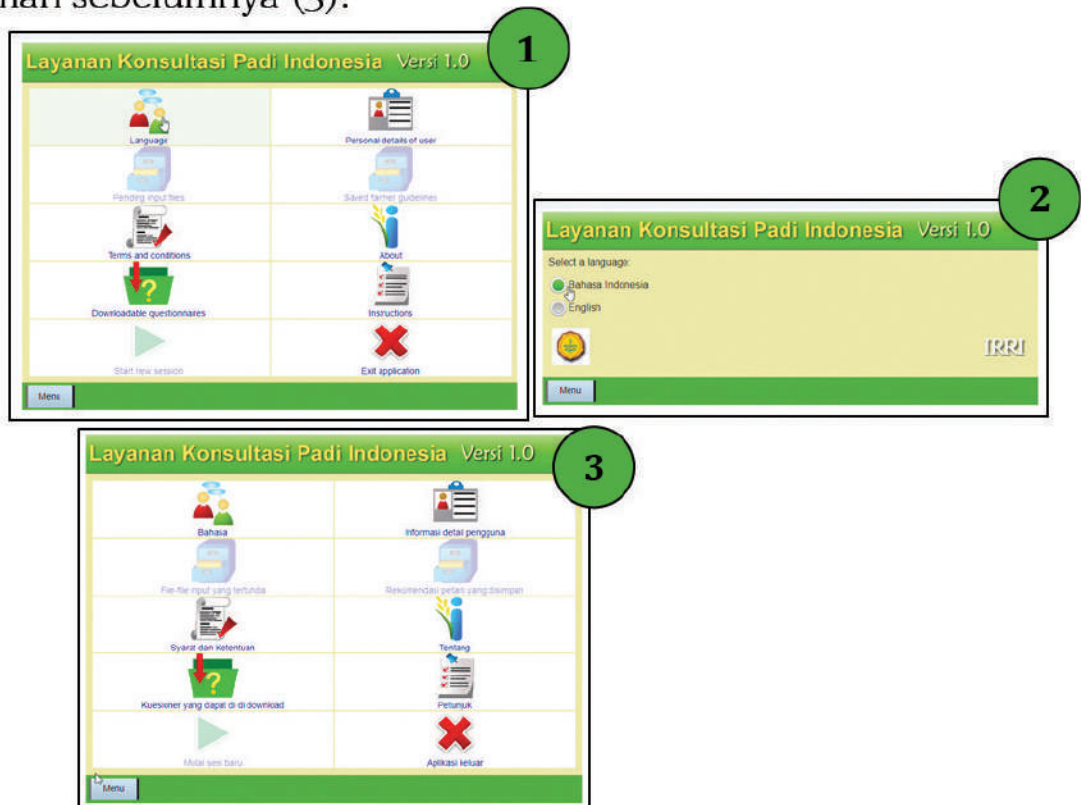 sebelumnya (3).
1
Layanan Konsultasi Padi Indonesia Versi 1.0
Language
Personal details of user
Pending input files
Saved farmer guidelines
Terms and conditions
About
Downloadable questionnaires
Instructions
Start new session
Exit application
Menu
2
Layanan Konsultasi Padi Indonesia Versi 1.0
Select a language:
Bahasa Indonesia
English
IRRI
Menu
3
Layanan Konsultasi Padi Indonesia Versi 1.0
Bahasa
Informasi detail pengguna
File-file input yang tertunda
Rekomendasi petani yang disimpan
Syarat dan Ketentuan
Tentang
Kuesioner yang dapat di di download
Petunjuk
Mulai sesi baru
Aplikasi keluar
Menu